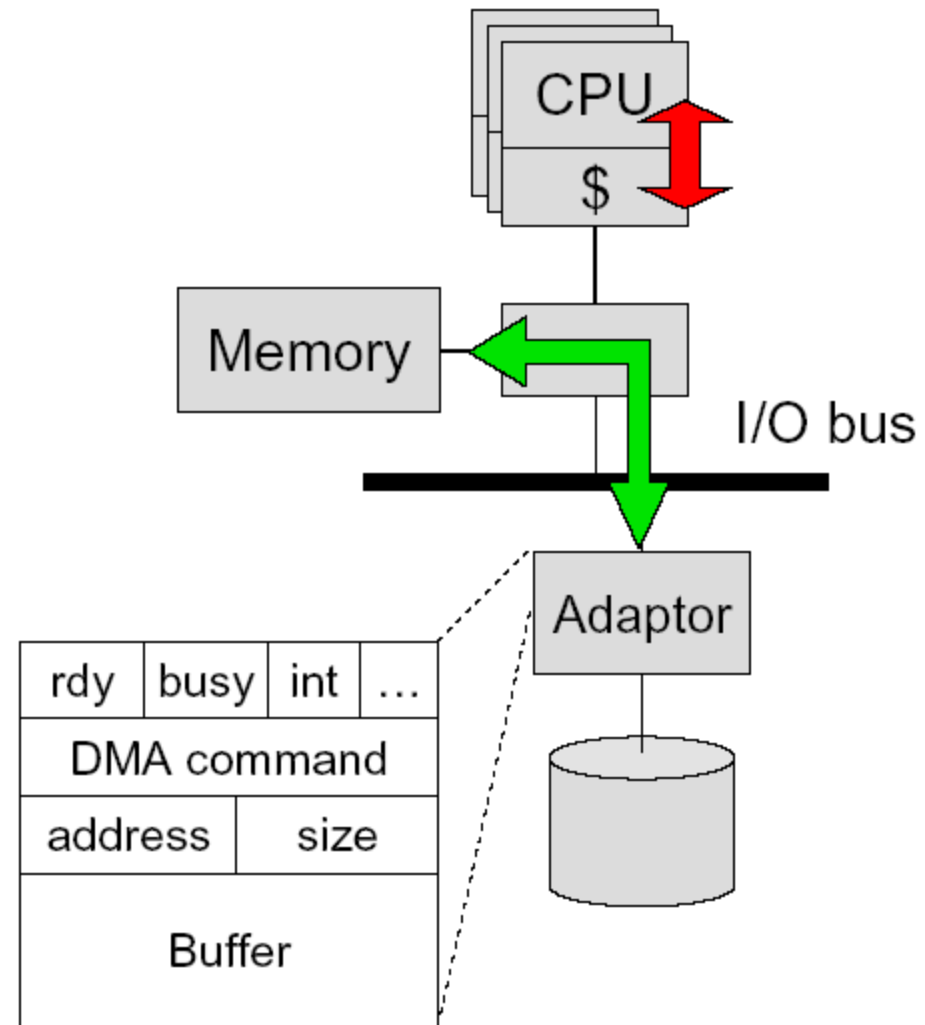 CPU
$
Memory
I/O bus
Adaptor
rdy busy int ...
DMA command
address size
Buffer